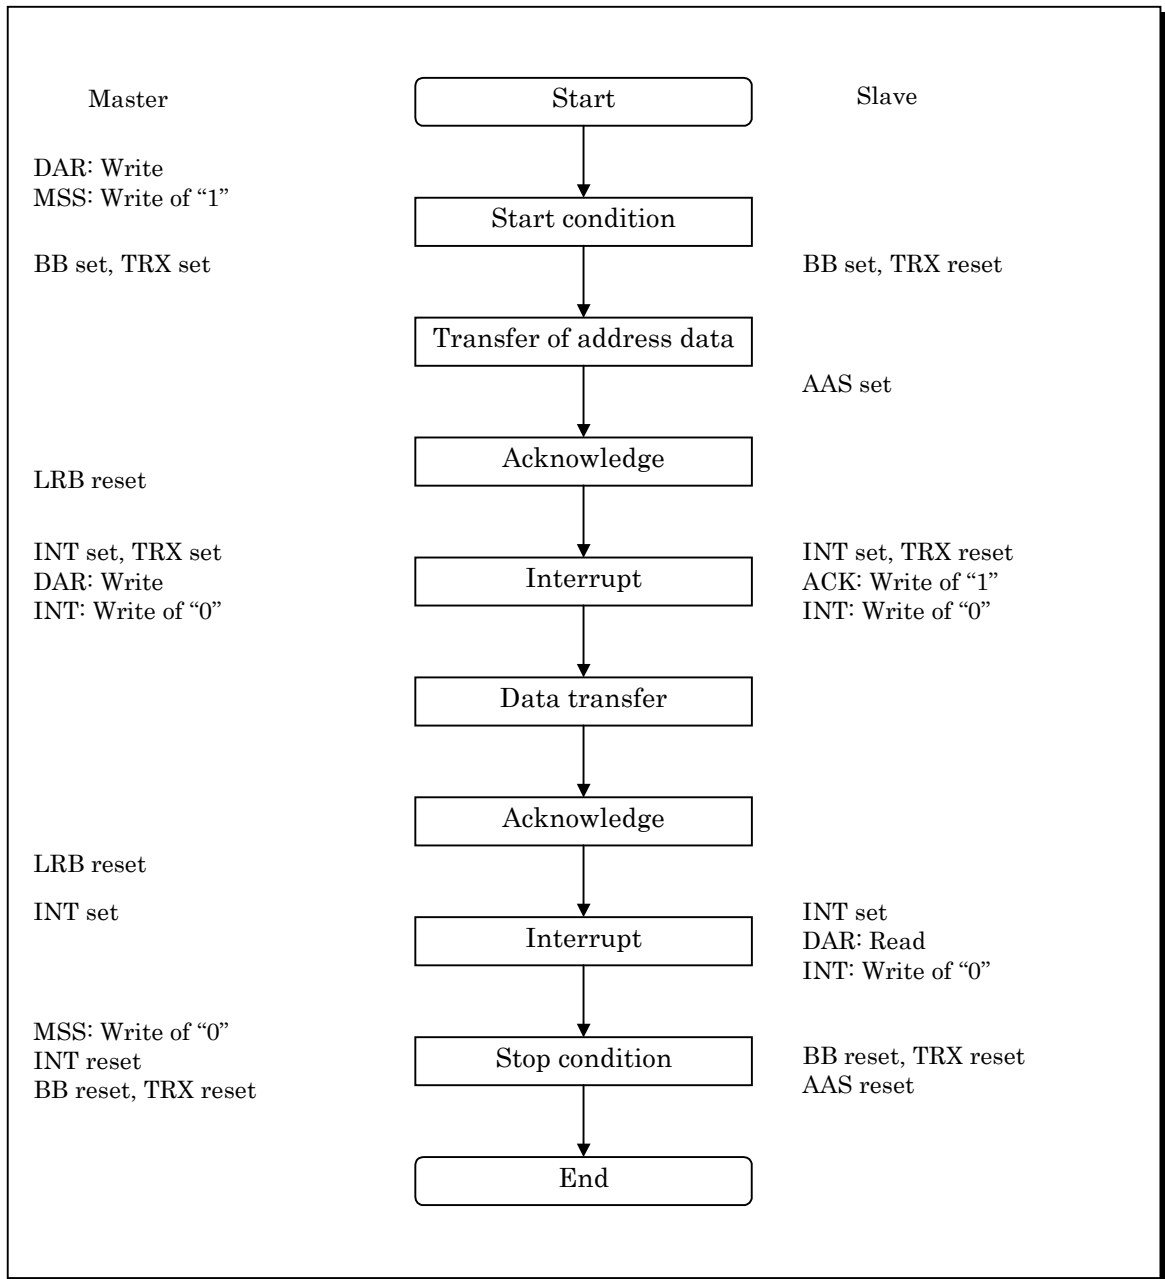 Master
Start
Slave
DAR: Write
MSS: Write of “1”
Start condition
BB set, TRX set
BB set, TRX reset
Transfer of address data
AAS set
Acknowledge
LRB reset
INT set, TRX set
DAR: Write
INT: Write of “0”
Interrupt
INT set, TRX reset
ACK: Write of “1”
INT: Write of “0”
Data transfer
Acknowledge
LRB reset
INT set
Interrupt
INT set
DAR: Read
INT: Write of “0”
MSS: Write of “0”
INT reset
BB reset, TRX reset
Stop condition
BB reset, TRX reset
AAS reset
End